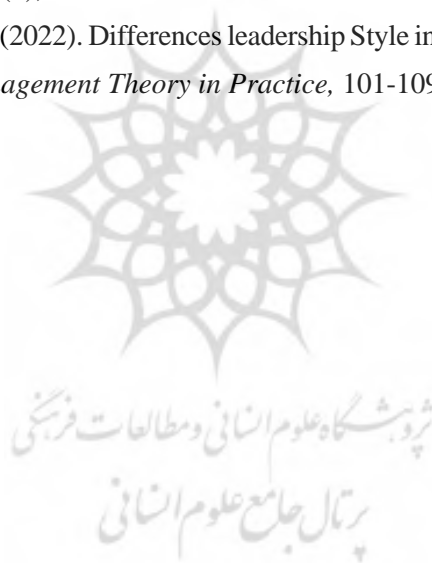 (2022). Differences leadership Style in
agement Theory in Practice, 101-109
پژوهشگاه علوم انسانی و مطالعات فرهنگی
پرتال جامع علوم انسانی